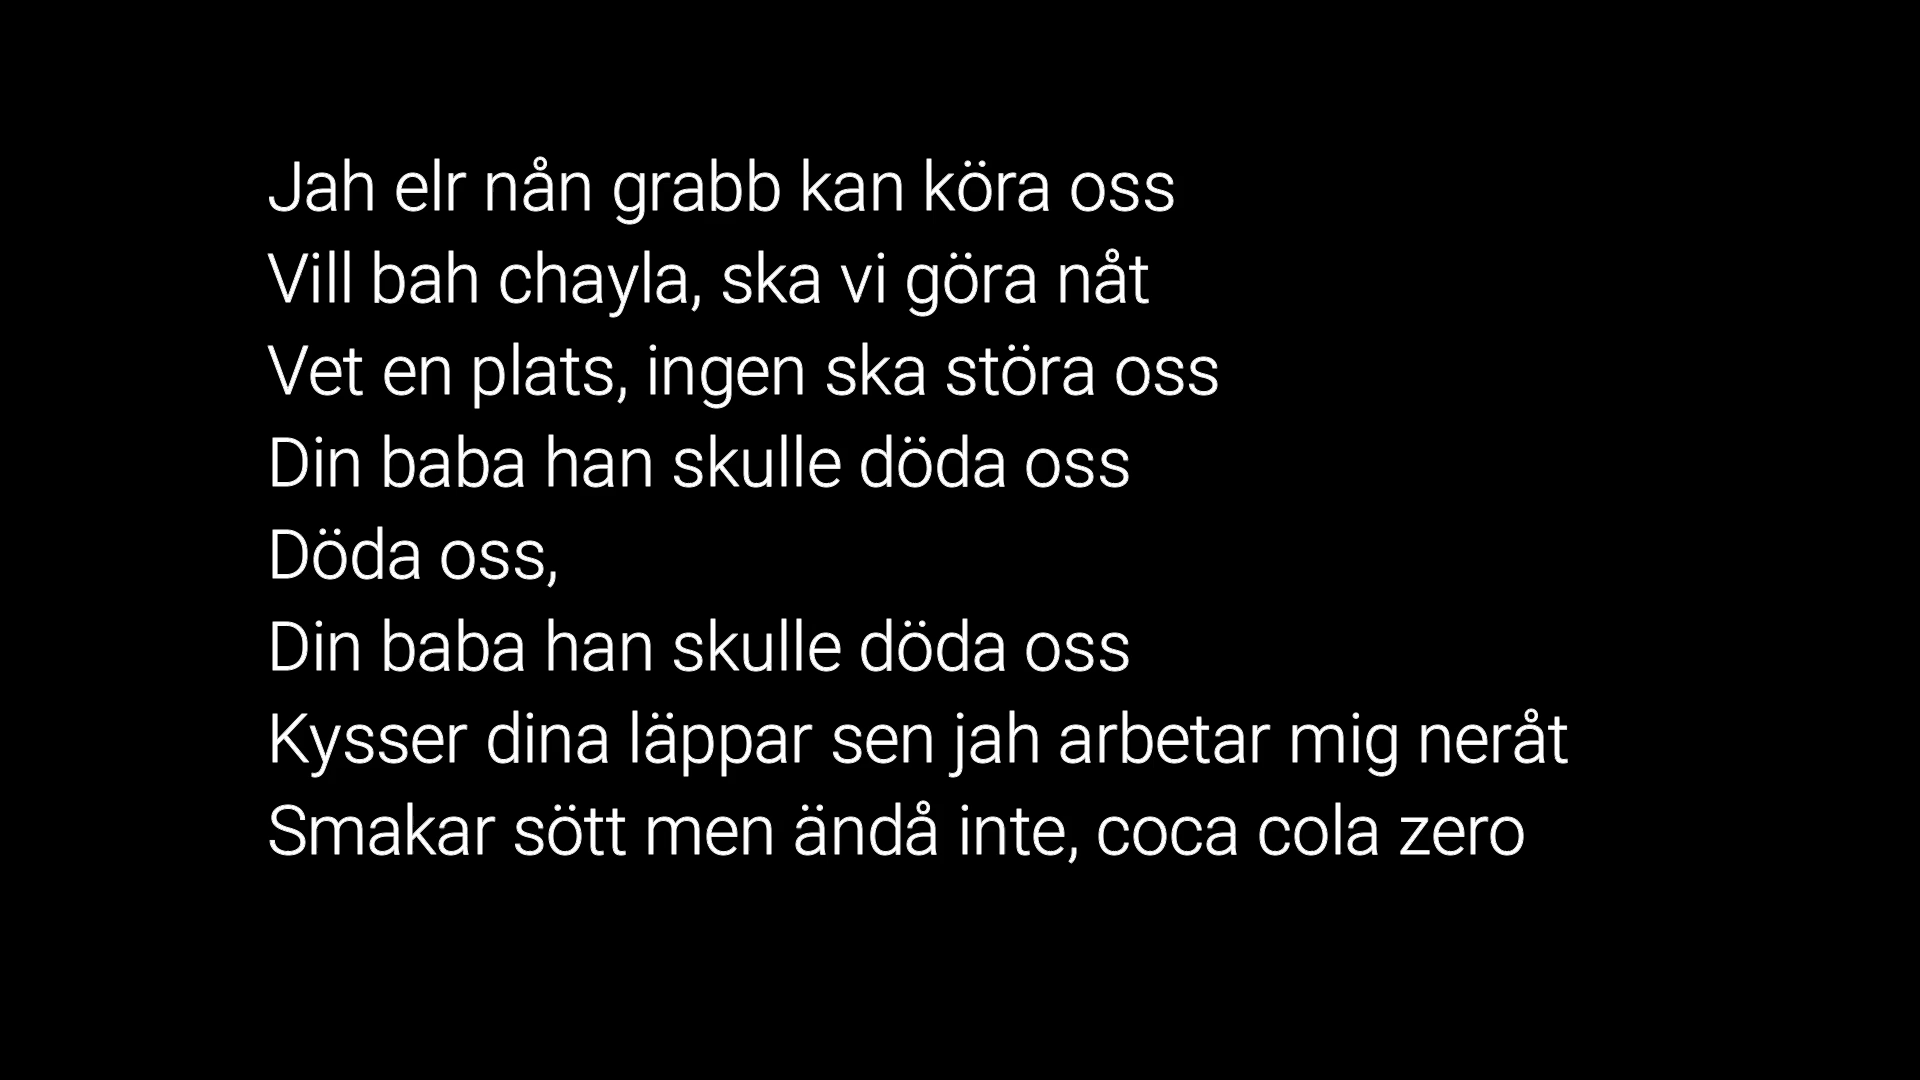 Jah elr nån grabb kan köra oss
Vill bah chayla, ska vi göra nåt
Vet en plats, ingen ska störa oss
Din baba han skulle döda oss
Döda oss,
Din baba han skulle döda oss
Kysser dina läppar sen jah arbetar mig neråt
Smakar sött men ändå inte, coca cola zero